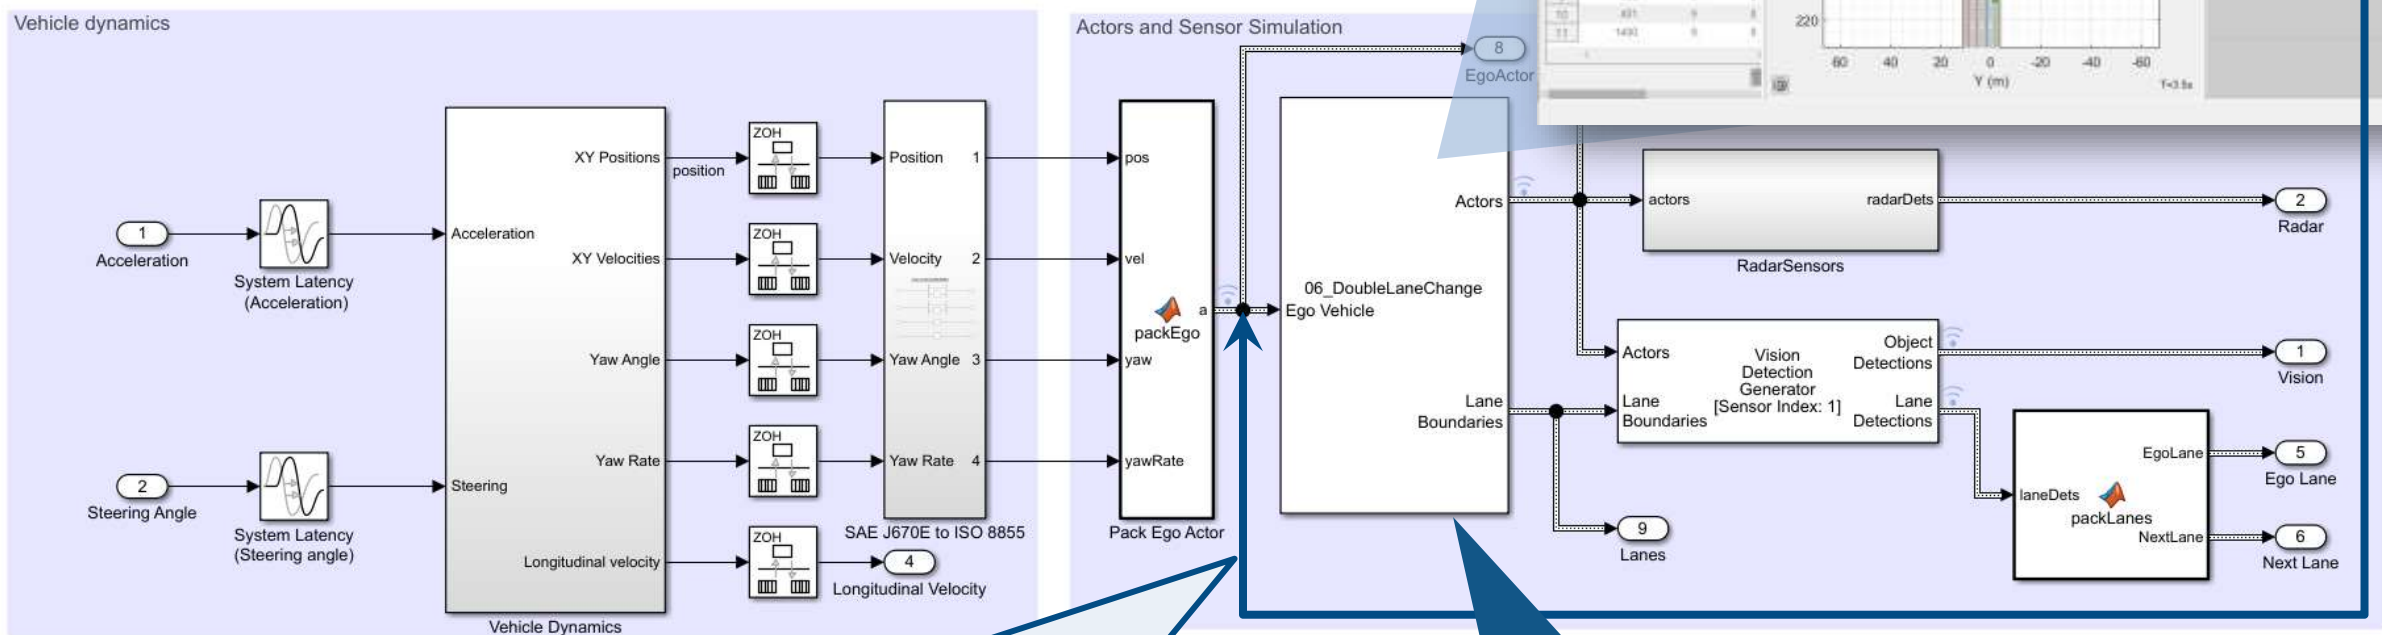 Vehicle dynamics
1
Acceleration
System Latency
(Acceleration)
2
Steering Angle
System Latency
(Steering angle)
Acceleration
Steering
XY Positions
XY Velocities
Yaw Angle
Yaw Rate
Longitudinal velocity
Vehicle Dynamics
position
ZOH
ZOH
ZOH
ZOH
ZOH
Position 1
Velocity 2
Yaw Angle 3
Yaw Rate 4
SAE J670E to ISO 8855
4
Longitudinal Velocity
Actors and Sensor Simulation
pos
vel
yaw
yawRate
packEgo
a
Pack Ego Actor
8
EgoActor
06_DoubleLaneChange
Ego Vehicle
Actors
Lane
Boundaries
9
Lanes
actors
radarDets
RadarSensors
2
Radar
Actors
Lane
Boundaries
Vision
Detection
Generator
[Sensor Index: 1]
Object
Detections
Lane
Detections
1
Vision
laneDets
packLanes
EgoLane
NextLane
5
Ego Lane
6
Next Lane
10
11
1490
220
60 40 20 0 -20 -40 -60
Y (m)
T=3.5s